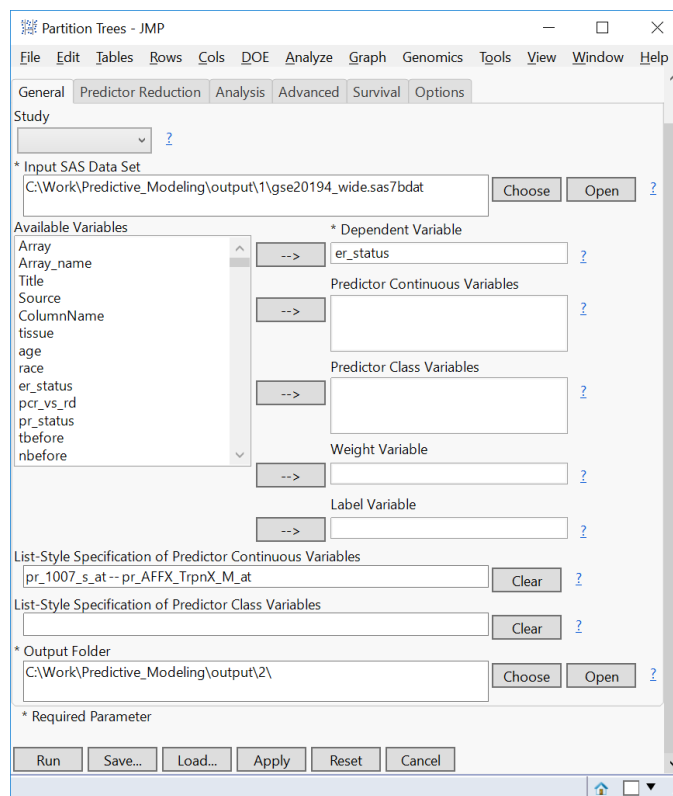 Partition Trees - JMP
File Edit Tables Rows Cols DOE Analyze Graph Genomics Tools View Window Help
General Predictor Reduction Analysis Advanced Survival Options
Study
?
* Input SAS Data Set
C:\Work\Predictive_Modeling\output\1\gse20194_wide.sas7bdat
Choose Open ?
Available Variables
Array
Array_name
Title
Source
ColumnName
tissue
age
race
er_status
pcr_vs_rd
pr_status
tbefore
nbefore
* Dependent Variable
--> er_status ?
Predictor Continuous Variables
--> ?
Predictor Class Variables
--> ?
Weight Variable
--> ?
Label Variable
--> ?
List-Style Specification of Predictor Continuous Variables
pr_1007_s_at -- pr_AFFX_TrpnX_M_at Clear ?
List-Style Specification of Predictor Class Variables
Clear ?
* Output Folder
C:\Work\Predictive_Modeling\output\2\
Choose Open ?
* Required Parameter
Run Save... Load... Apply Reset Cancel